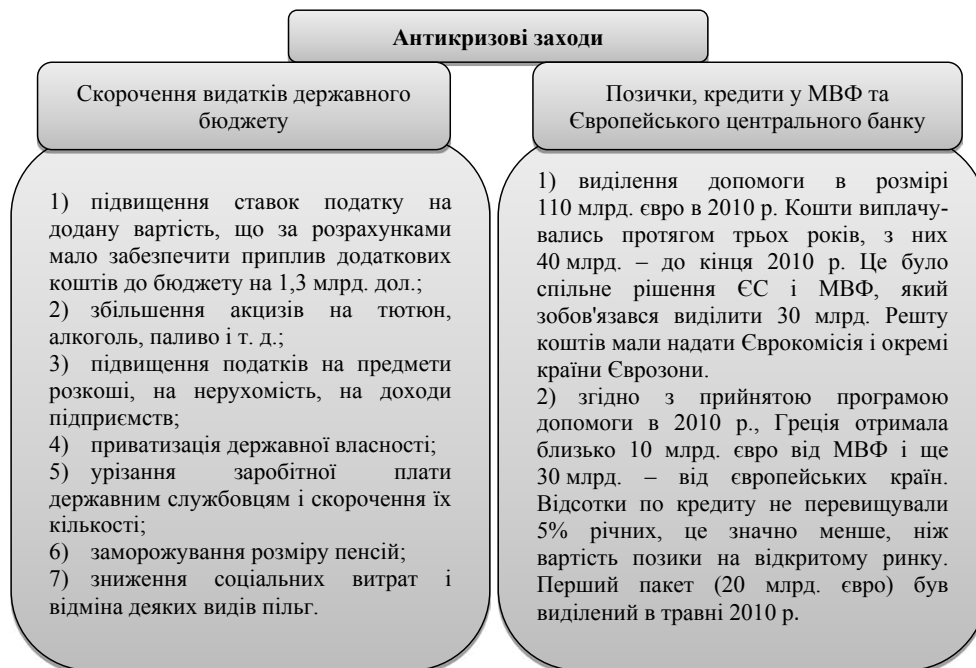 Антикризові заходи
Скорочення видатків державного
бюджету
1) підвищення ставок податку на
додану вартість, що за розрахунками
мало забезпечити приплив додаткових
коштів до бюджету на 1,3 млрд. дол.;
2) збільшення акцизів на тютюн,
алкоголь, паливо і т. д.;
3) підвищення податків на предмети
розкоші, на нерухомість, на доходи
підприємств;
4) приватизація державної власності;
5) урізання заробітної плати
державним службовцям і скорочення їх
кількості;
6) заморожування розміру пенсій;
7) зниження соціальних витрат і
відміна деяких видів пільг.
Позички, кредити у МВФ та
Європейського центрального банку
1) виділення допомоги в розмірі
110 млрд. євро в 2010 р. Кошти виплачу-
вались протягом трьох років, з них
40 млрд. – до кінця 2010 р. Це було
спільне рішення ЄС і МВФ, який
зобов'язався виділити 30 млрд. Решту
коштів мали надати Єврокомісія і окремі
країни Єврозони.
2) згідно з прийнятою програмою
допомоги в 2010 р., Греція отримала
близько 10 млрд. євро від МВФ і ще
30 млрд. – від європейських країн.
Відсотки по кредиту не перевищували
5% річних, це значно менше, ніж
вартість позики на відкритому ринку.
Перший пакет (20 млрд. євро) був
виділений в травні 2010 р.